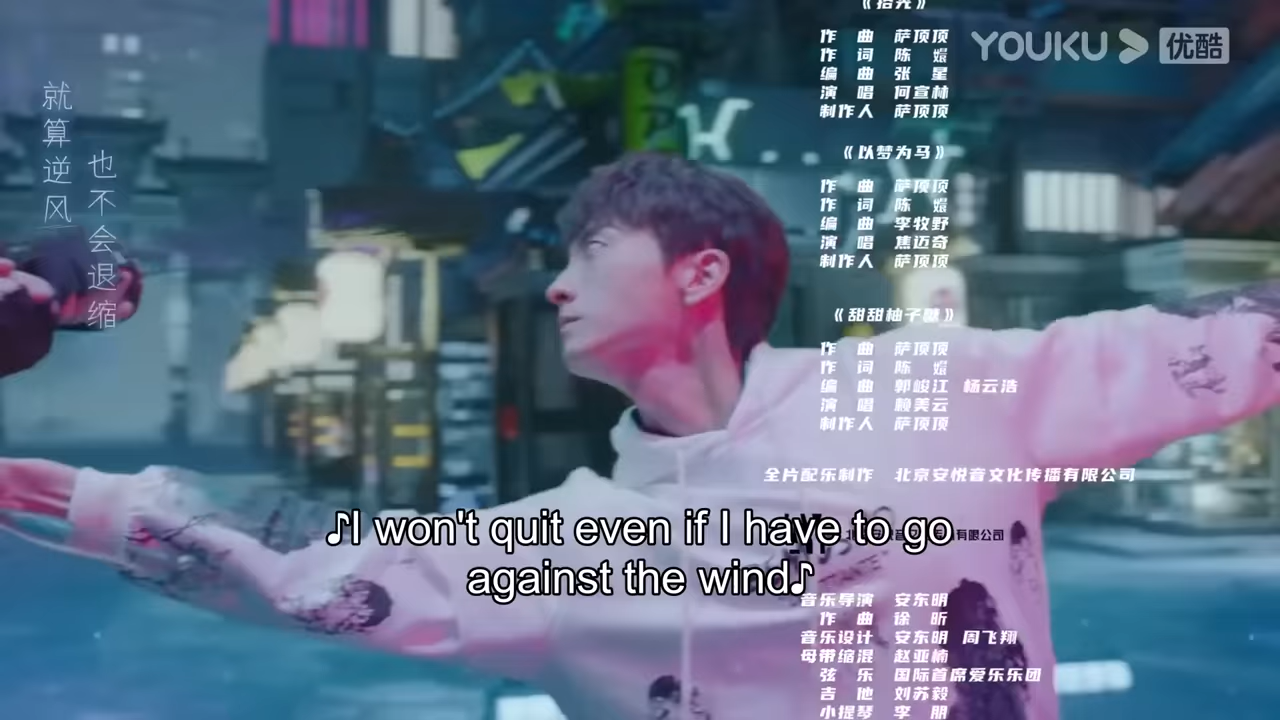 就算逆风
也不会退缩
YOUKU 优酷
《拾光》
作 曲 萨顶顶
作 词 陈 媛
编 曲 张 星
演 唱 何宣林
制作人 萨顶顶
《以梦为马》
作 曲 萨顶顶
作 词 陈
编 曲 李牧野
演 唱 焦迈奇
制作人 萨顶顶
《甜甜柚子糖》
作 曲 萨顶顶
作 词 陈
编 曲 郭峻江 杨云浩
演 唱 赖美云
制作人 萨顶顶
全片配乐制作 北京安悦音文化传播有限公司
♪I won't quit even if I have to go
against the wind♪
音乐导演 安东明
作 曲 徐 昕
音乐设计 安东明 周飞翔
母带缩混 赵亚楠
弦 乐 国际首席爱乐乐团
吉 他 刘苏毅
小提琴 李 朋